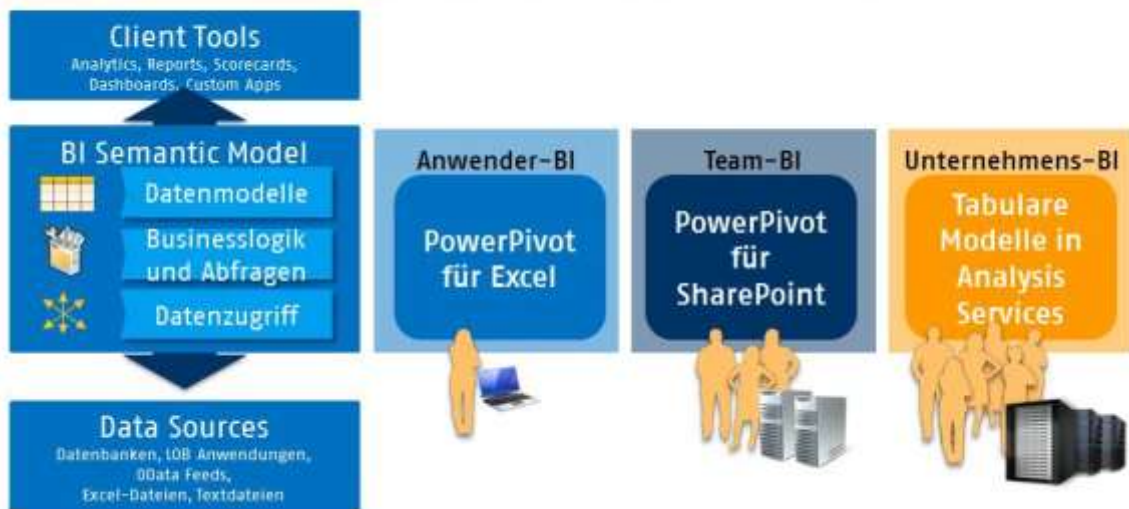 Client Tools
Analytics, Reports, Scorecards,
Dashboards, Custom Apps
BI Semantic Model
Datenmodelle
Businesslogik
und Abfragen
Datenzugriff
Data Sources
Datenbanken, LOB Anwendungen,
OData Feeds,
Excel-Dateien, Textdateien
Anwender-BI
PowerPivot
für Excel
Team-BI
PowerPivot
für
SharePoint
Unternehmens-BI
Tabulare
Modelle in
Analysis
Services